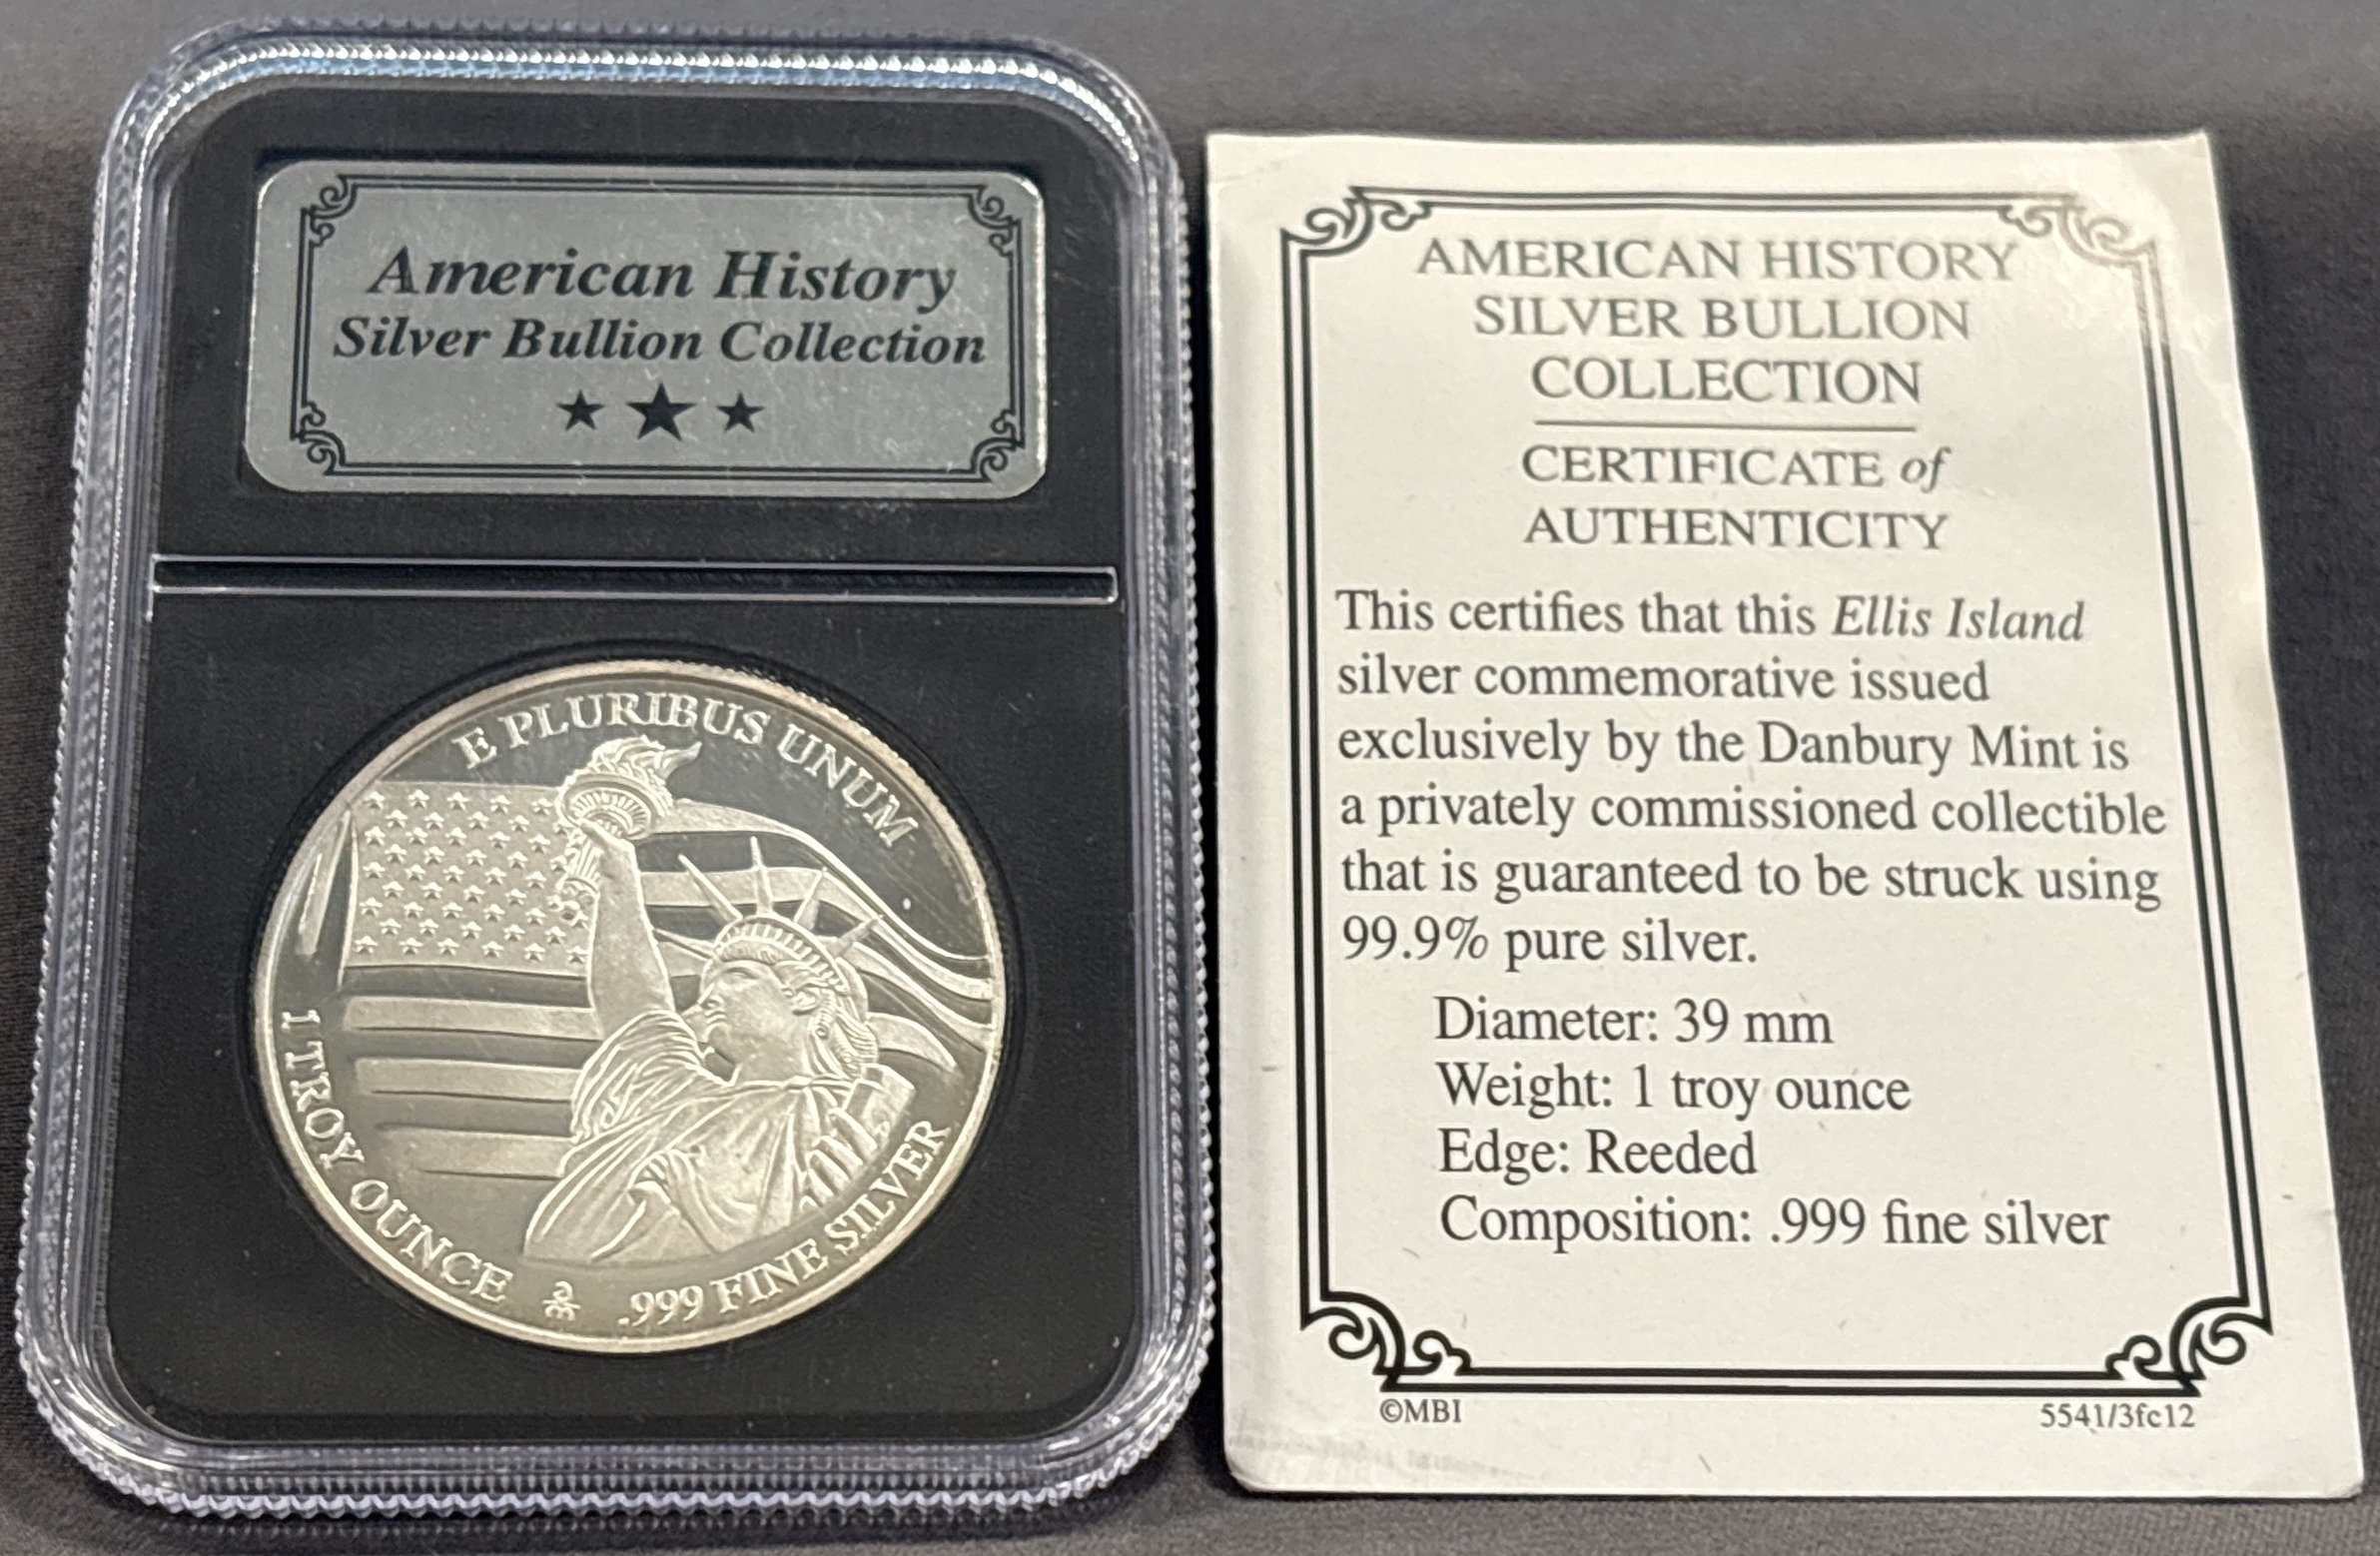 American History
Silver Bullion Collection
E PLURIBUS UNUM
1 TROY OUNCE
.999 FINE SILVER
AMERICAN HISTORY
SILVER BULLION
COLLECTION
CERTIFICATE of
AUTHENTICITY
This certifies that this Ellis Island
silver commemorative issued
exclusively by the Danbury Mint is
a privately commissioned collectible
that is guaranteed to be struck using
99.9% pure silver.
Diameter: 39 mm
Weight: 1 troy ounce
Edge: Reeded
Composition: .999 fine silver
©MBI
5541/3fc12